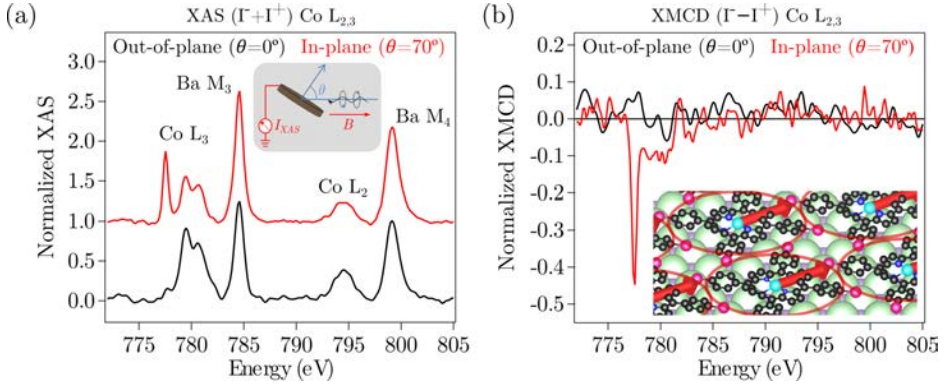 (a)
XAS (I⁻+I⁺) Co L₂,₃
Out-of-plane (θ=0º) In-plane (θ=70º)
Normalized XAS
3.0
2.5
2.0
1.5
1.0
0.5
0.0
Ba M₃
Co L₃
Co L₂
Ba M₄
θ
I_XAS
B
775 780 785 790 795 800 805
Energy (eV)
(b)
XMCD (I⁻−I⁺) Co L₂,₃
Out-of-plane (θ=0º) In-plane (θ=70º)
Normalized XMCD
0.2
0.1
0.0
-0.1
-0.2
-0.3
-0.4
-0.5
775 780 785 790 795 800 805
Energy (eV)